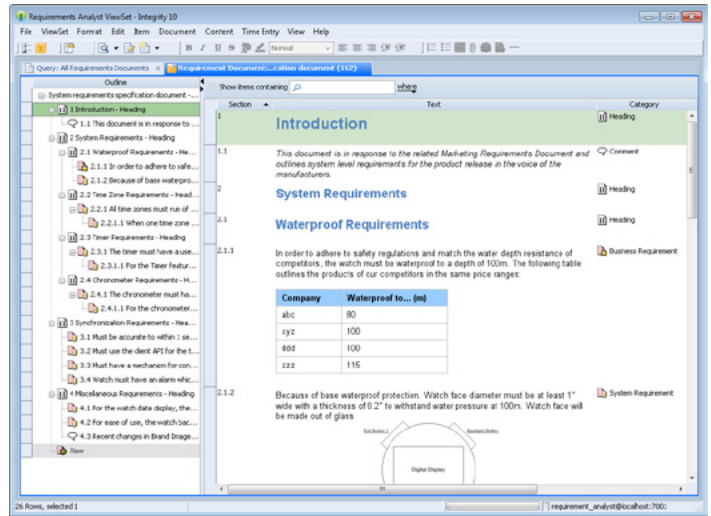 Requirements Analyst ViewSet - Integrity 10
File ViewSet Format Edit Item Document Content Time Entry View Help
B I U S Normal
Query: All Requirements Documents
Requirement Document:...cation document (162)
Outline
System requirements specification document -...
1 Introduction - Heading
1.1 This document is in response to ...
2 System Requirements - Heading
2.1 Waterproof Requirements - He...
2.1.1 In order to adhere to safe...
2.1.2 Because of base waterpro...
2.2 Time Zone Requirements - Head...
2.2.1 All time zones must run of ...
2.2.1.1 When one time zone ...
2.3 Timer Requirements - Heading
2.3.1 The timer must have a use...
2.3.1.1 For the Timer featur...
2.4 Chronometer Requirements - H...
2.4.1 The chronometer must ha...
2.4.1.1 For the chronometer...
3 Synchronization Requirements - Hea...
3.1 Must be accurate to within 1 se...
3.2 Must use the client API for the t...
3.3 Must have a mechanism for con...
3.4 Watch must have an alarm whic...
4 Miscelaneous Requirements - Heading
4.1 For the watch date display, the...
4.2 For ease of use, the watch bac...
4.3 Recent changes in Brand Image...
New
Show items containing where
Section Text Category
1 Introduction Heading
1.1 This document is in response to the related Marketing Requirements Document and Comment
outlines system level requirements for the product release in the voice of the
manufacturers.
2 System Requirements Heading
2.1 Waterproof Requirements Heading
2.1.1 In order to adhere to safety regulations and match the water depth resistance of Business Requirement
competitors, the watch must be waterproof to a depth of 100m. The following table
outlines the products of our competitors in the same price ranges:
Company Waterproof to... (m)
abc 80
xyz 100
ddd 100
zzz 115
2.1.2 Because of base waterproof protection. Watch face diameter must be at least 1" System Requirement
wide with a thickness of 0.2" to withstand water pressure at 100m. Watch face will
be made out of glass
Digital Display
26 Rows, selected 1
requirement_analyst@localhost:7001